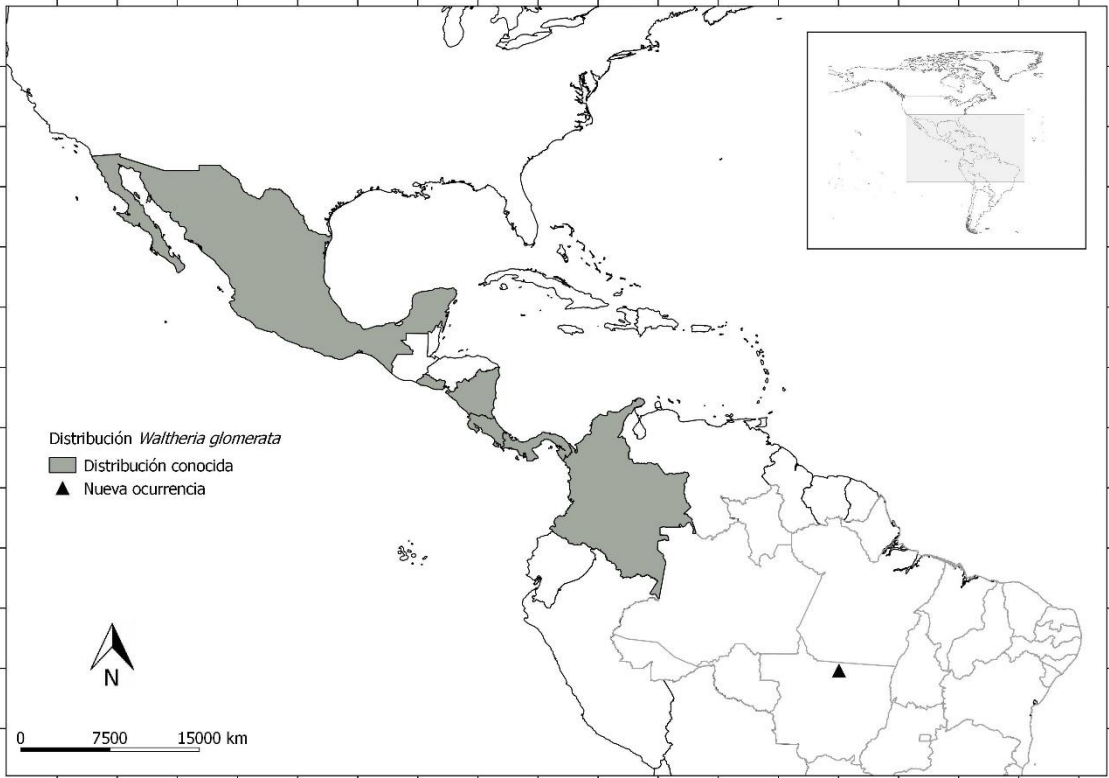 Distribución Waltheria glomerata
Distribución conocida
Nueva ocurrencia
N
0 7500 15000 km